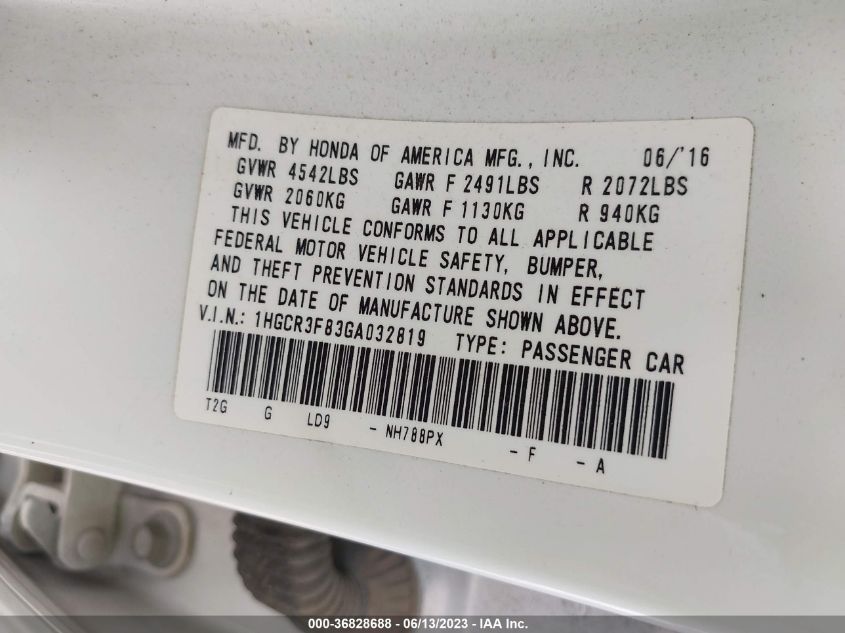 MFD. BY HONDA OF AMERICA MFG., INC. 06/'16
GVWR 4542LBS GAWR F 2491LBS R 2072LBS
GVWR 2060KG GAWR F 1130KG R 940KG
THIS VEHICLE CONFORMS TO ALL APPLICABLE
FEDERAL MOTOR VEHICLE SAFETY, BUMPER,
AND THEFT PREVENTION STANDARDS IN EFFECT
ON THE DATE OF MANUFACTURE SHOWN ABOVE.
V.I.N.: 1HGCR3F83GA032819 TYPE: PASSENGER CAR
T2G G LD9 - NH788PX - F - A
000-36828688 - 06/13/2023 - IAA Inc.